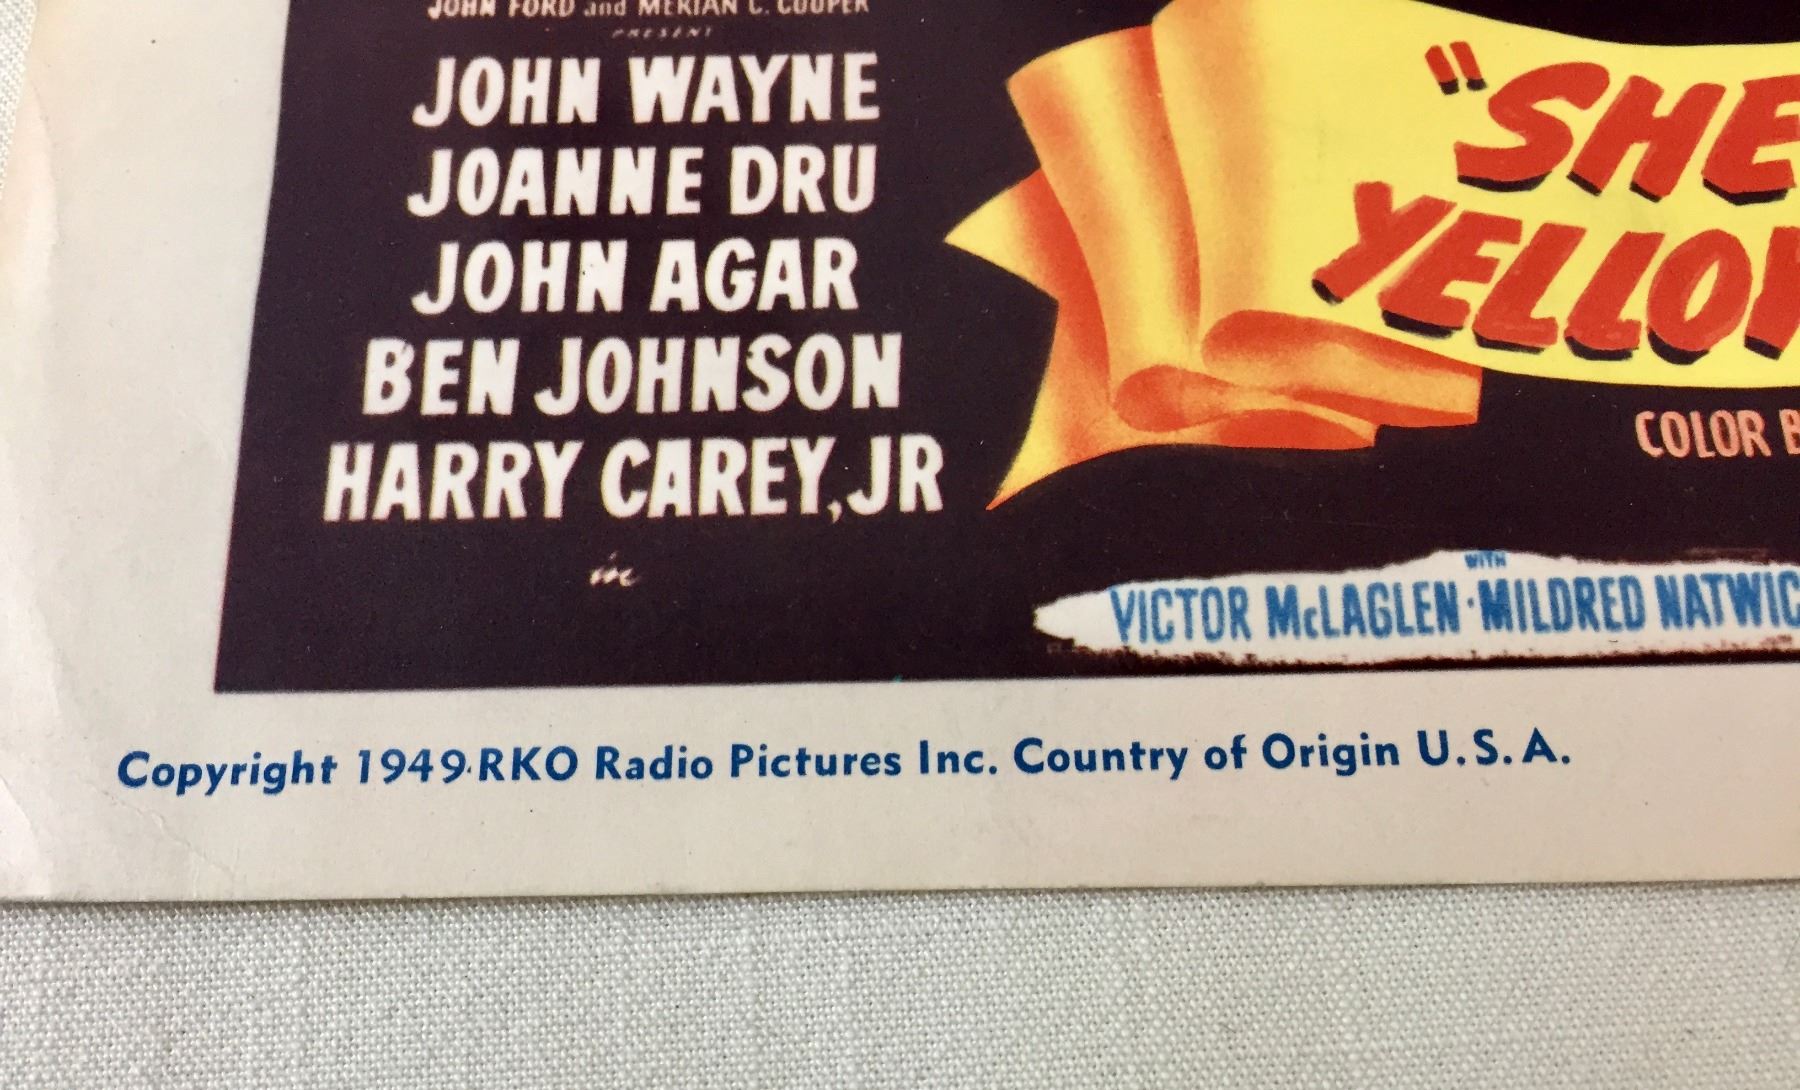 JOHN FORD and MERIAN C. COOPER
PRESENT
JOHN WAYNE
JOANNE DRU
JOHN AGAR
BEN JOHNSON
HARRY CAREY, JR
in
"SHE
YELLOW
COLOR B
WITH
VICTOR McLAGLEN · MILDRED NATWIC
Copyright 1949 RKO Radio Pictures Inc. Country of Origin U.S.A.